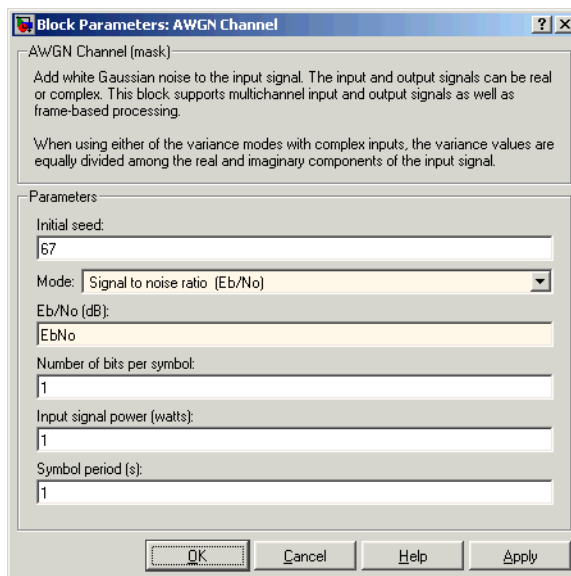 Block Parameters: AWGN Channel
AWGN Channel (mask)
Add white Gaussian noise to the input signal. The input and output signals can be real
or complex. This block supports multichannel input and output signals as well as
frame-based processing.
When using either of the variance modes with complex inputs, the variance values are
equally divided among the real and imaginary components of the input signal.
Parameters
Initial seed:
67
Mode: Signal to noise ratio (Eb/No)
Eb/No (dB):
EbNo
Number of bits per symbol:
1
Input signal power (watts):
1
Symbol period (s):
1
OK Cancel Help Apply